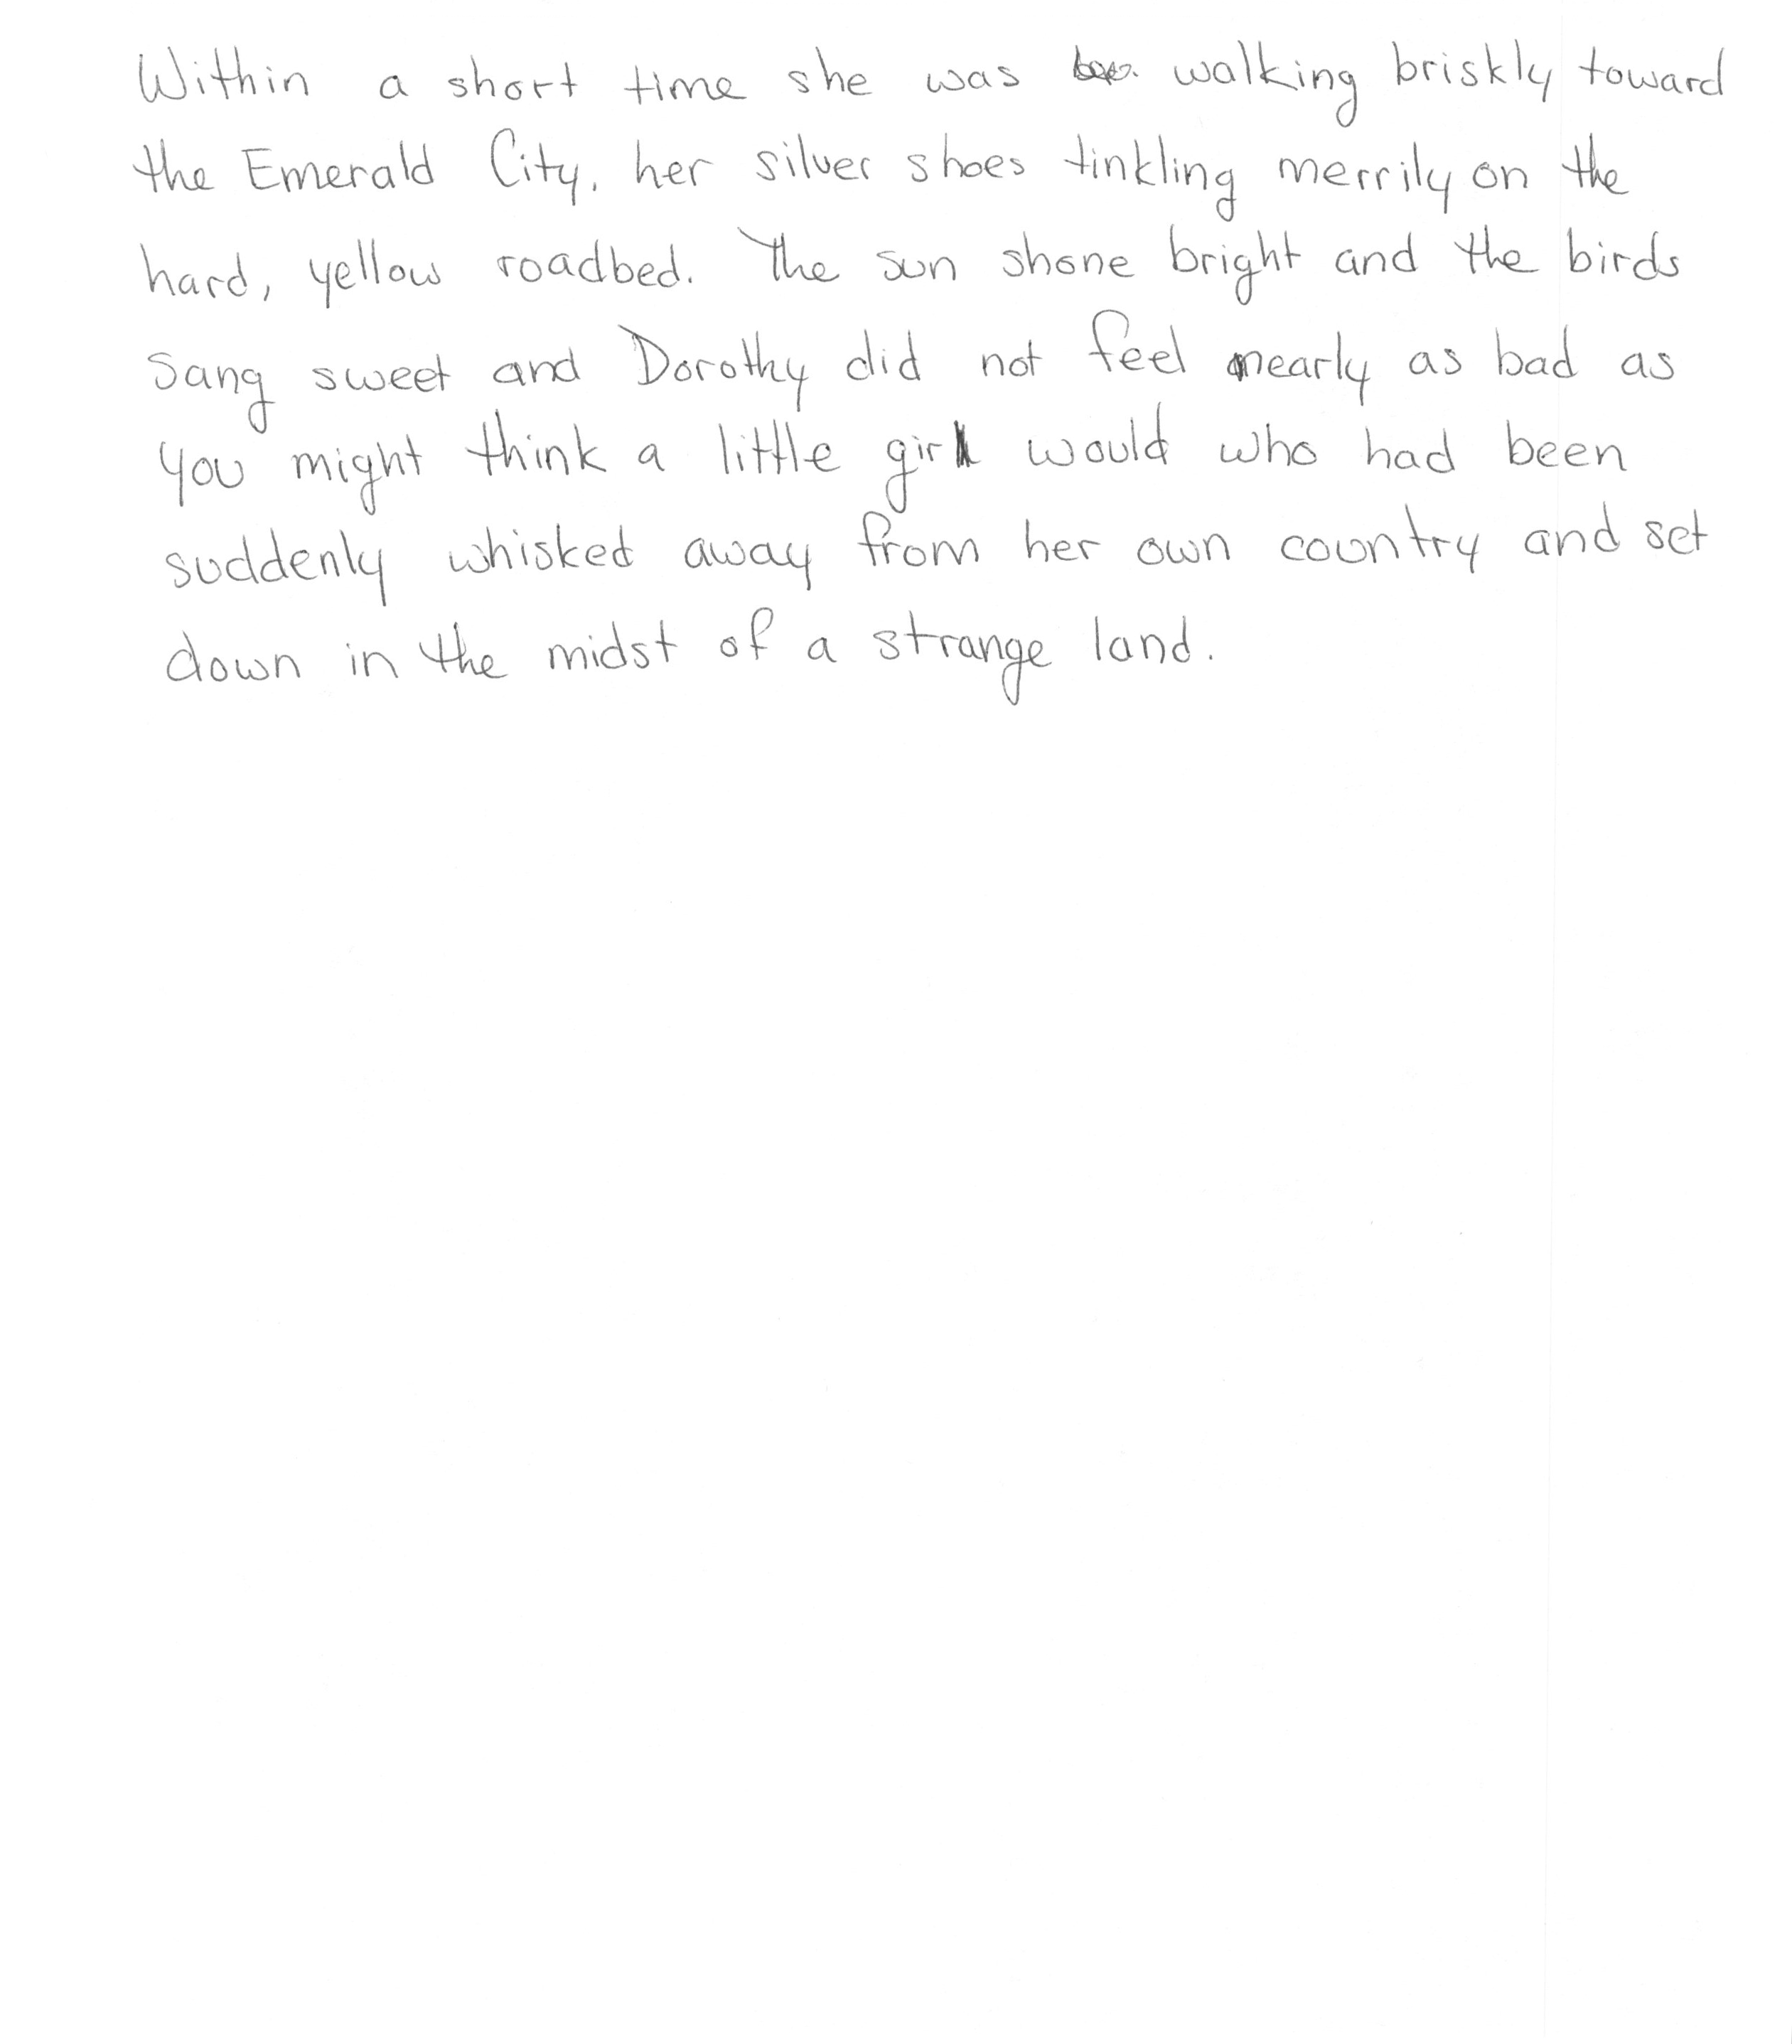 Within a short time she was walking briskly toward
the Emerald City, her silver shoes tinkling merrily on the
hard, yellow roadbed. The sun shone bright and the birds
sang sweet and Dorothy did not feel nearly as bad as
you might think a little girl would who had been
suddenly whisked away from her own country and set
down in the midst of a strange land.